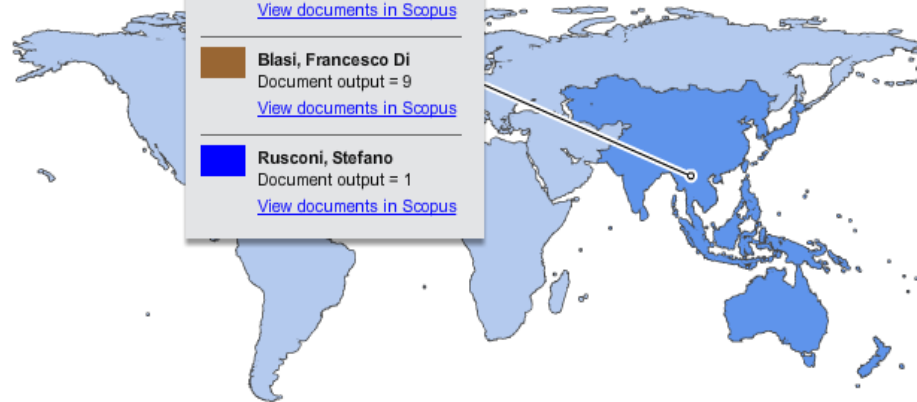 View documents in Scopus
Blasi, Francesco Di
Document output = 9
View documents in Scopus
Rusconi, Stefano
Document output = 1
View documents in Scopus